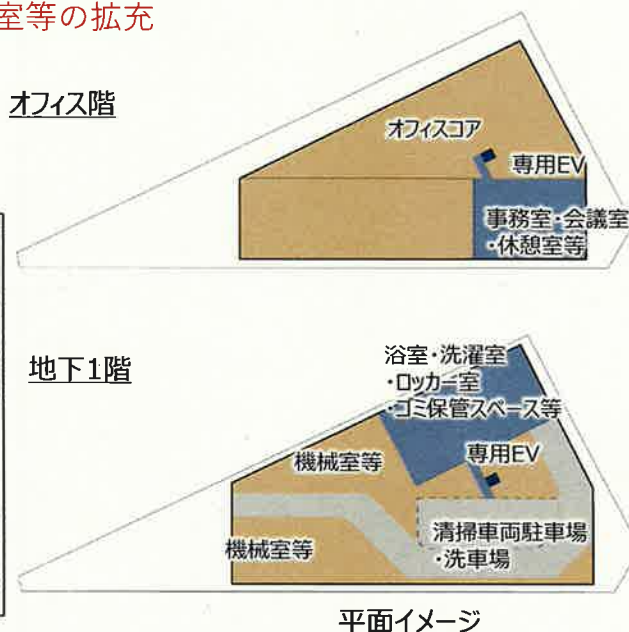 室等の拡充
オフィス階
オフィスコア
専用EV
事務室・会議室
・休憩室等
地下1階
浴室・洗濯室
・ロッカー室
・ゴミ保管スペース等
機械室等
専用EV
清掃車両駐車場
・洗車場
機械室等
平面イメージ